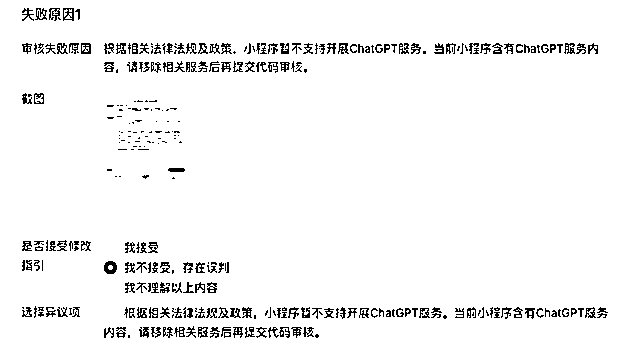 失败原因1
审核失败原因 根据相关法律法规及政策，小程序暂不支持开展ChatGPT服务。当前小程序含有ChatGPT服务内
容，请移除相关服务后再提交代码审核。
截图
是否接受修改 我接受
指引 我不接受，存在误判
我不理解以上内容
选择异议项 根据相关法律法规及政策，小程序暂不支持开展ChatGPT服务。当前小程序含有ChatGPT服务
内容，请移除相关服务后再提交代码审核。